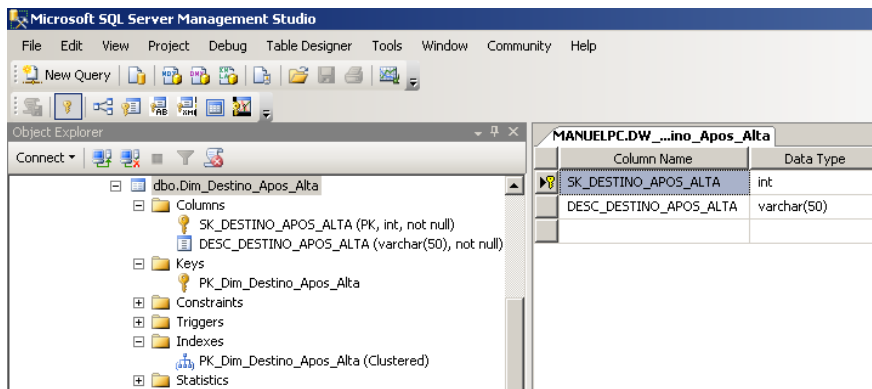 Microsoft SQL Server Management Studio
File Edit View Project Debug Table Designer Tools Window Community Help
New Query
Object Explorer
Connect
dbo.Dim_Destino_Apos_Alta
Columns
SK_DESTINO_APOS_ALTA (PK, int, not null)
DESC_DESTINO_APOS_ALTA (varchar(50), not null)
Keys
PK_Dim_Destino_Apos_Alta
Constraints
Triggers
Indexes
PK_Dim_Destino_Apos_Alta (Clustered)
Statistics
MANUELPC.DW_...ino_Apos_Alta
Column Name Data Type
SK_DESTINO_APOS_ALTA int
DESC_DESTINO_APOS_ALTA varchar(50)